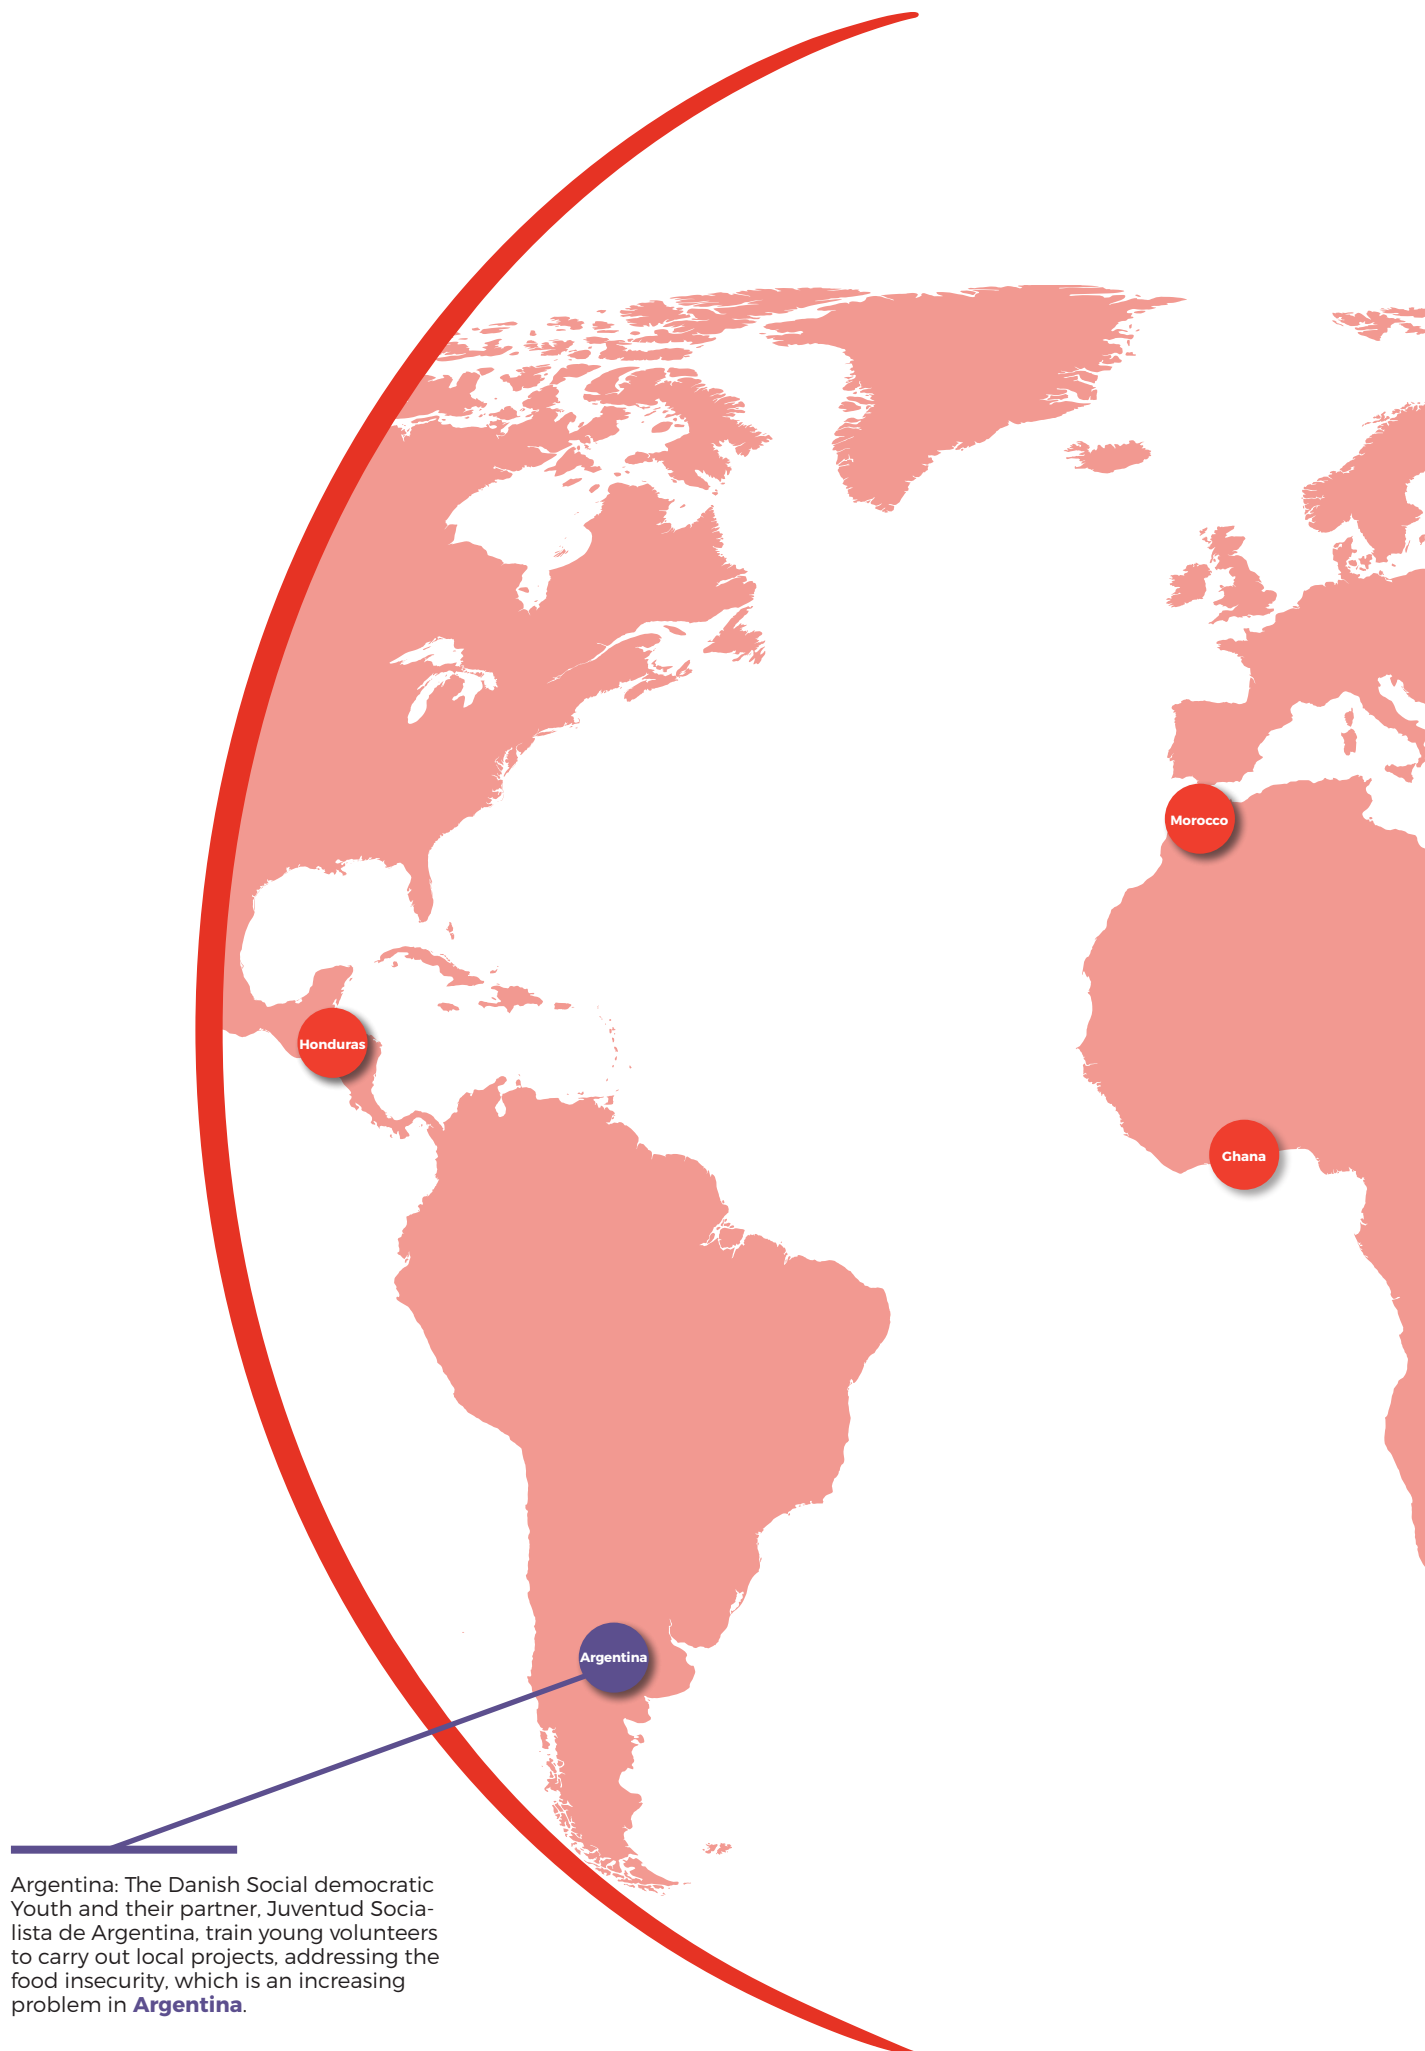 Morocco
Honduras
Ghana
Argentina
Argentina: The Danish Social democratic
Youth and their partner, Juventud Socia-
lista de Argentina, train young volunteers
to carry out local projects, addressing the
food insecurity, which is an increasing
problem in Argentina.